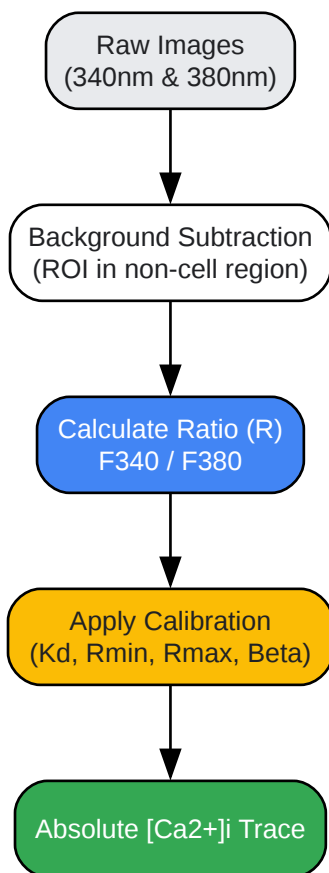 Raw Images
(340nm & 380nm)
Background Subtraction
(ROI in non-cell region)
Calculate Ratio (R)
F340 / F380
Apply Calibration
(Kd, Rmin, Rmax, Beta)
Absolute [Ca2+]i Trace